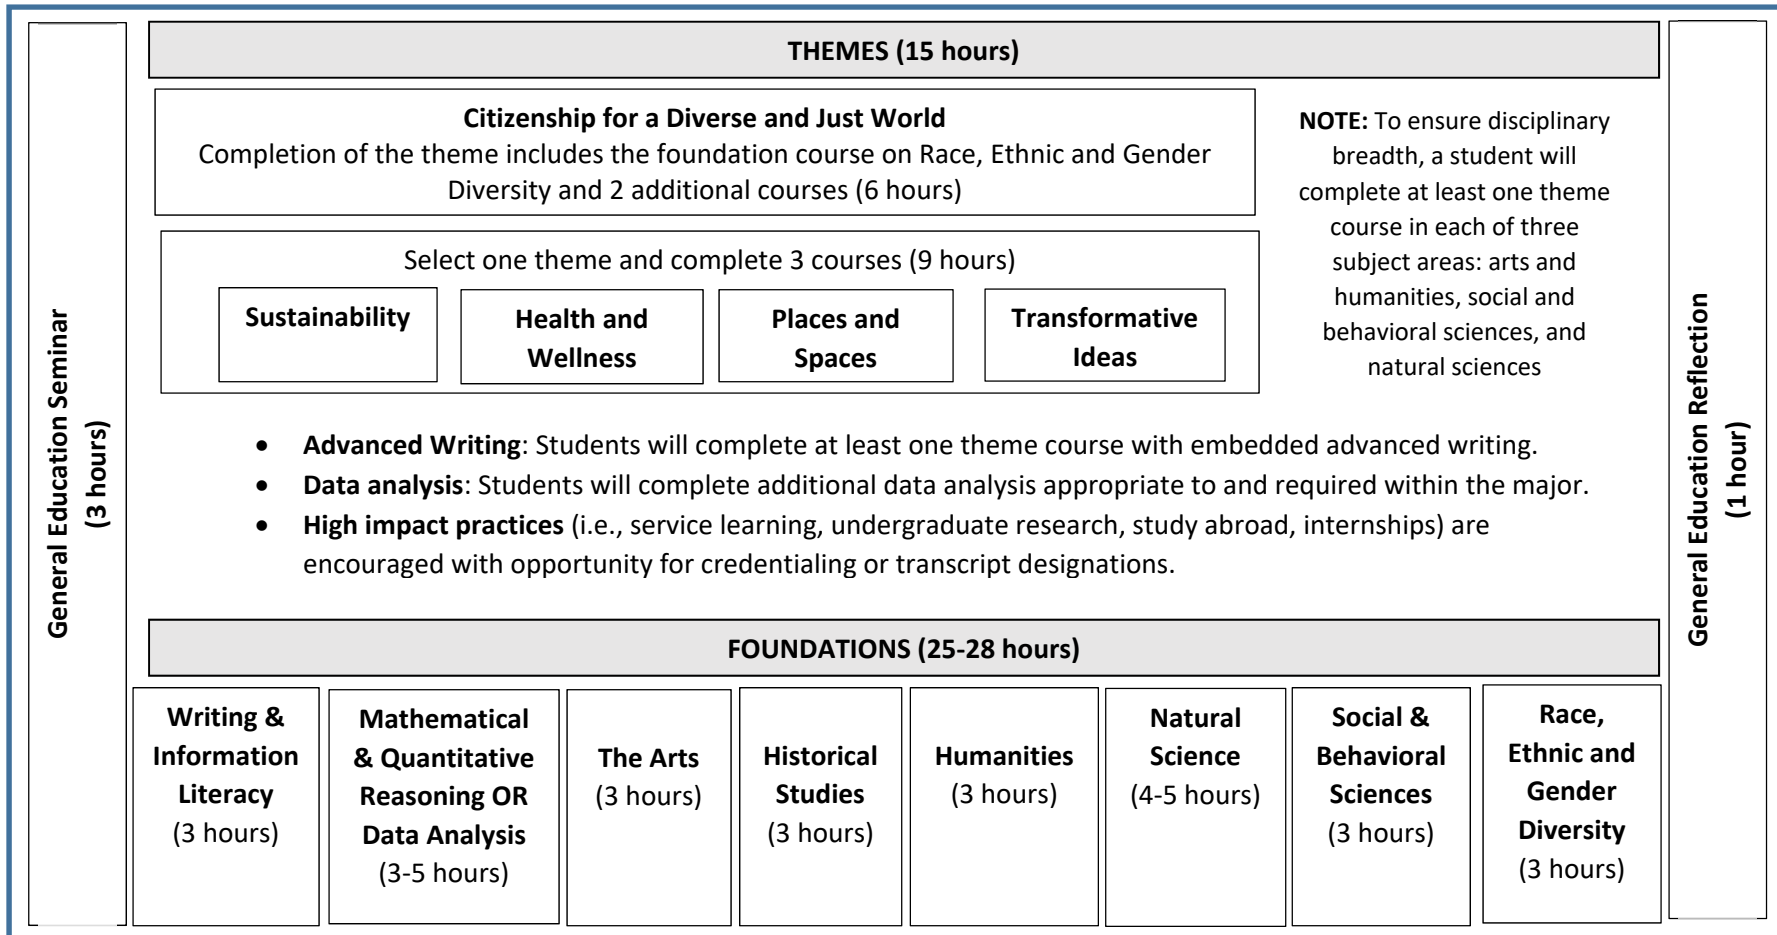 General Education Seminar
(3 hours)
THEMES (15 hours)
Citizenship for a Diverse and Just World
Completion of the theme includes the foundation course on Race, Ethnic and Gender
Diversity and 2 additional courses (6 hours)
Select one theme and complete 3 courses (9 hours)
Sustainability
Health and
Wellness
Places and
Spaces
Transformative
Ideas
NOTE: To ensure disciplinary
breadth, a student will
complete at least one theme
course in each of three
subject areas: arts and
humanities, social and
behavioral sciences, and
natural sciences
• Advanced Writing: Students will complete at least one theme course with embedded advanced writing.
• Data analysis: Students will complete additional data analysis appropriate to and required within the major.
• High impact practices (i.e., service learning, undergraduate research, study abroad, internships) are
encouraged with opportunity for credentialing or transcript designations.
FOUNDATIONS (25-28 hours)
Writing &
Information
Literacy
(3 hours)
Mathematical
& Quantitative
Reasoning OR
Data Analysis
(3-5 hours)
The Arts
(3 hours)
Historical
Studies
(3 hours)
Humanities
(3 hours)
Natural
Science
(4-5 hours)
Social &
Behavioral
Sciences
(3 hours)
Race,
Ethnic and
Gender
Diversity
(3 hours)
General Education Reflection
(1 hour)